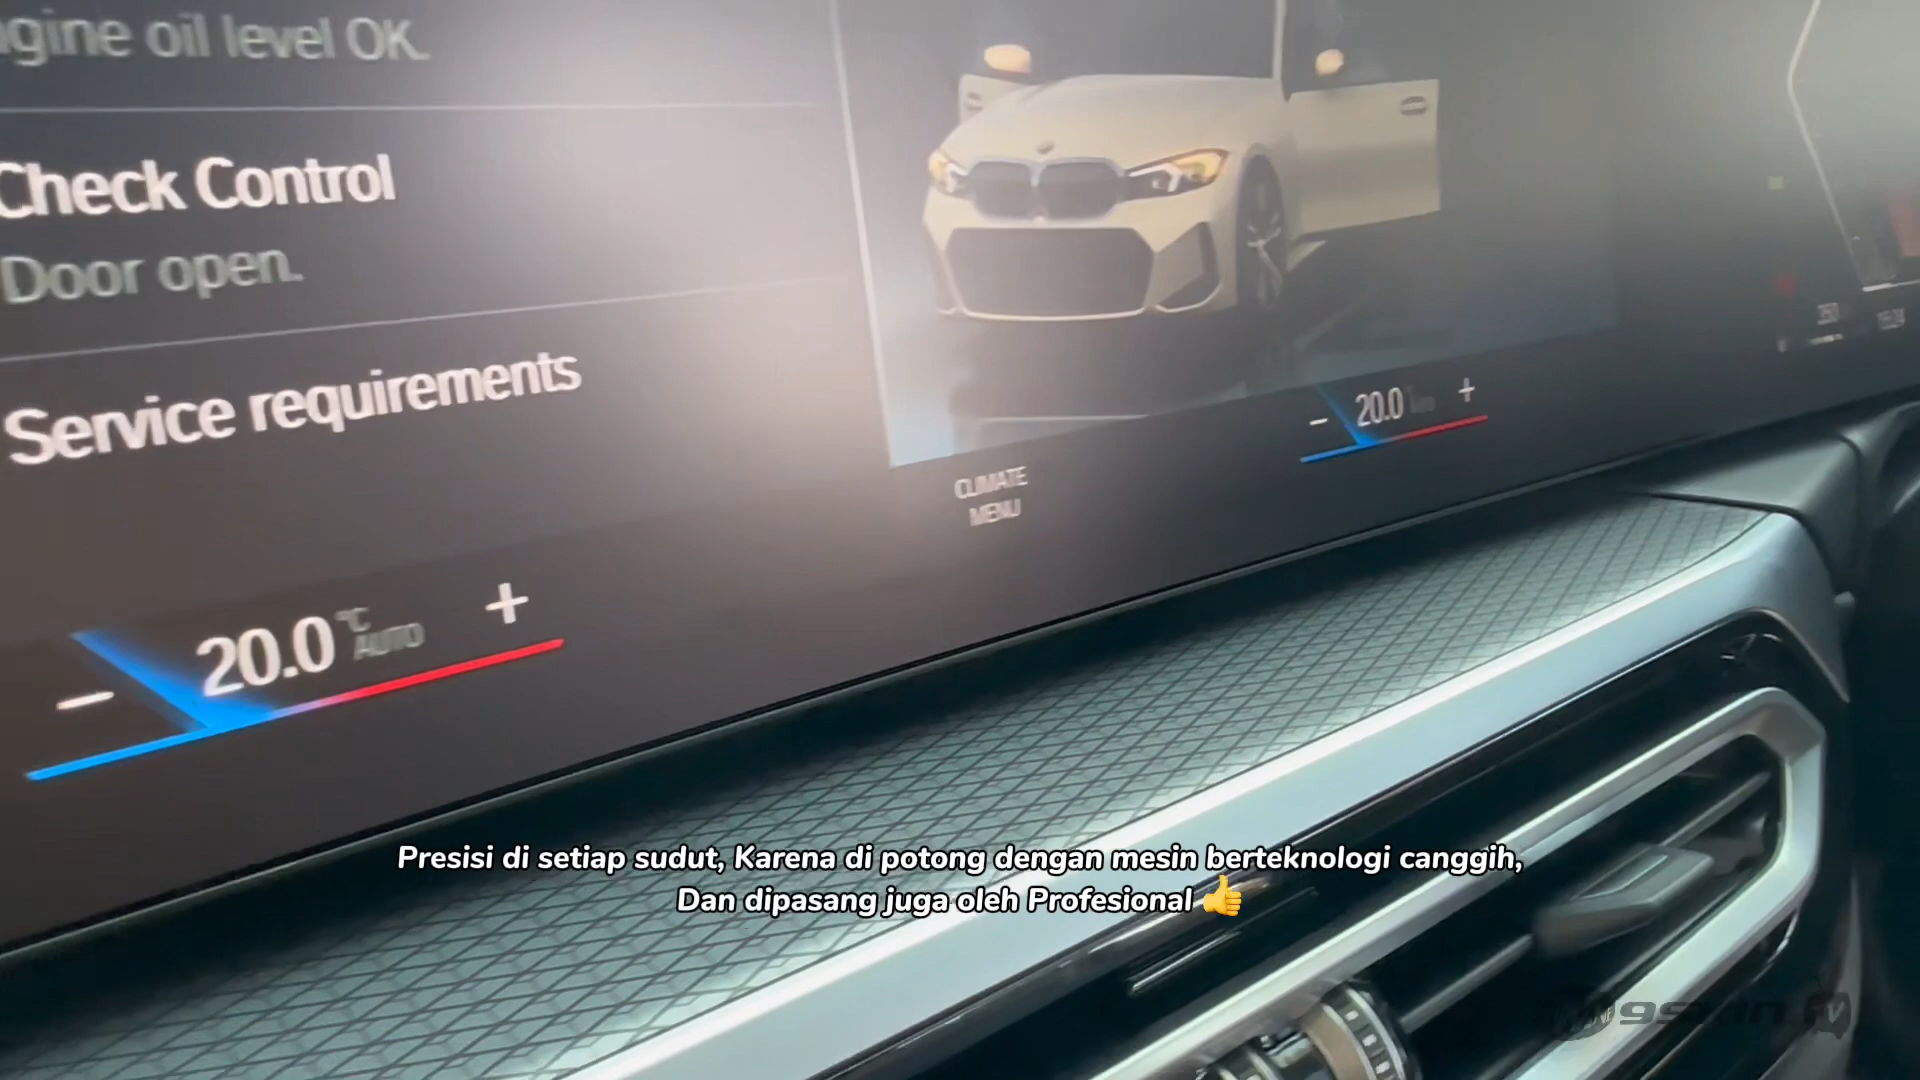 ngine oil level OK.
Check Control
Door open.
Service requirements
20.0 °C AUTO
CLIMATE
MENU
20.0
Presisi di setiap sudut, Karena di potong dengan mesin berteknologi canggih,
Dan dipasang juga oleh Profesional 👍